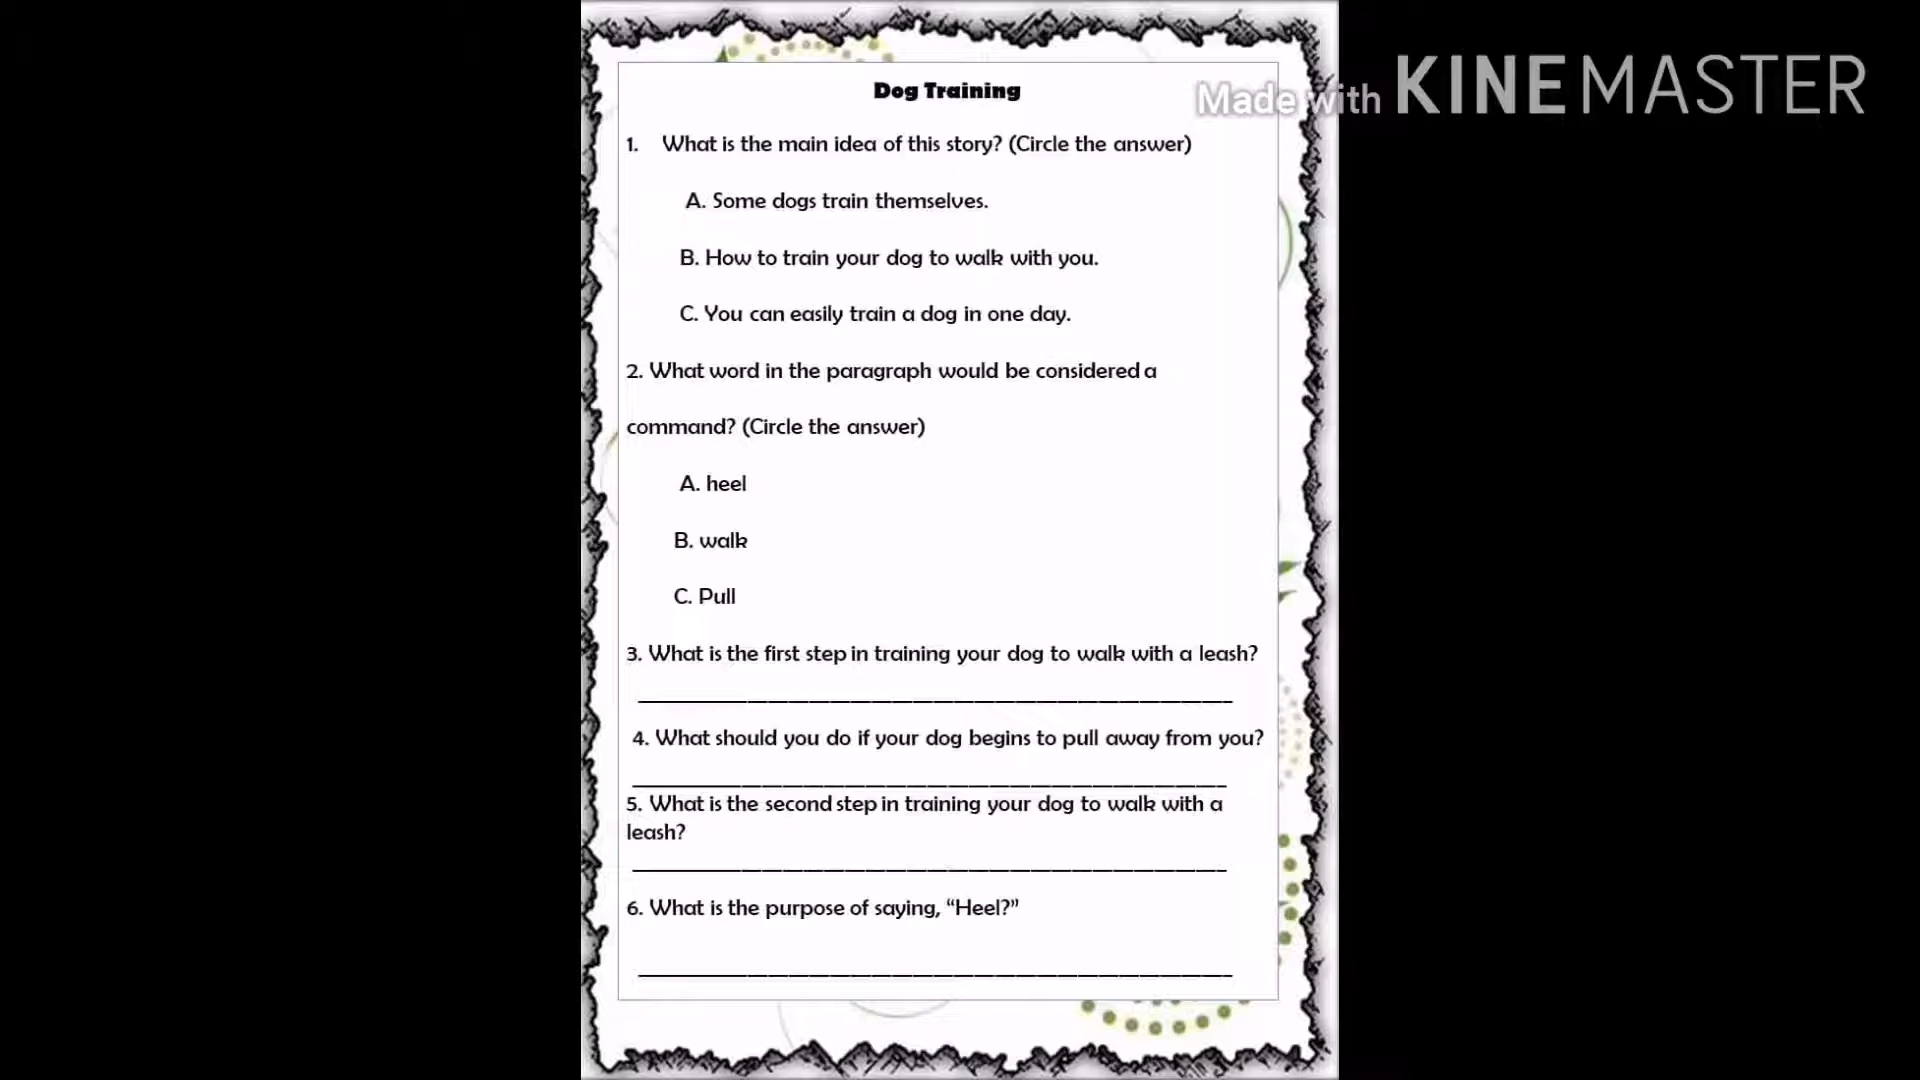 Made with KINEMASTER
Dog Training
1. What is the main idea of this story? (Circle the answer)
A. Some dogs train themselves.
B. How to train your dog to walk with you.
C. You can easily train a dog in one day.
2. What word in the paragraph would be considered a
command? (Circle the answer)
A. heel
B. walk
C. Pull
3. What is the first step in training your dog to walk with a leash?
4. What should you do if your dog begins to pull away from you?
5. What is the second step in training your dog to walk with a
leash?
6. What is the purpose of saying, “Heel?”